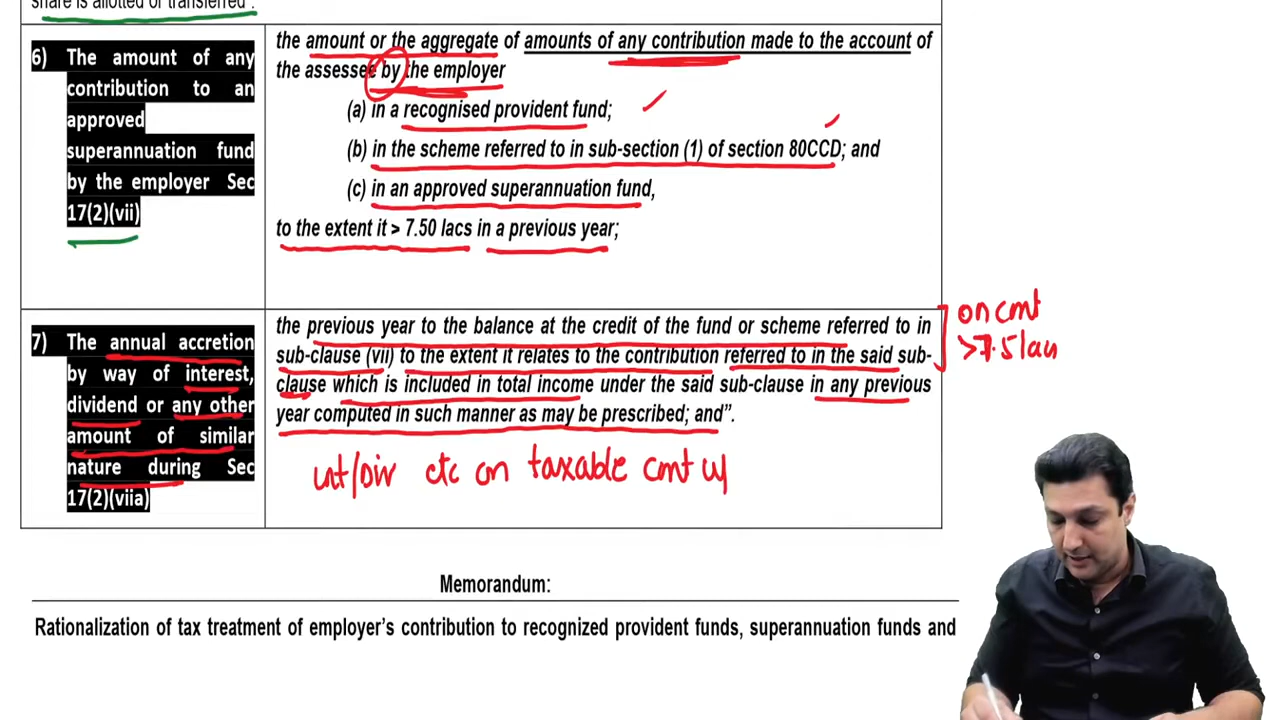 share is allotted or transferred".
6) The amount of any
contribution to an
approved
superannuation fund
by the employer Sec
17(2)(vii)
the amount or the aggregate of amounts of any contribution made to the account of
the assessee by the employer
(a) in a recognised provident fund;
(b) in the scheme referred to in sub-section (1) of section 80CCD; and
(c) in an approved superannuation fund,
to the extent it > 7.50 lacs in a previous year;
7) The annual accretion
by way of interest,
dividend or any other
amount of similar
nature during Sec
17(2)(viia)
the previous year to the balance at the credit of the fund or scheme referred to in
sub-clause (vii) to the extent it relates to the contribution referred to in the said sub-
clause which is included in total income under the said sub-clause in any previous
year computed in such manner as may be prescribed; and".
on cmt
>7.5 lacs
int/div etc on taxable cmt u/
Memorandum:
Rationalization of tax treatment of employer's contribution to recognized provident funds, superannuation funds and